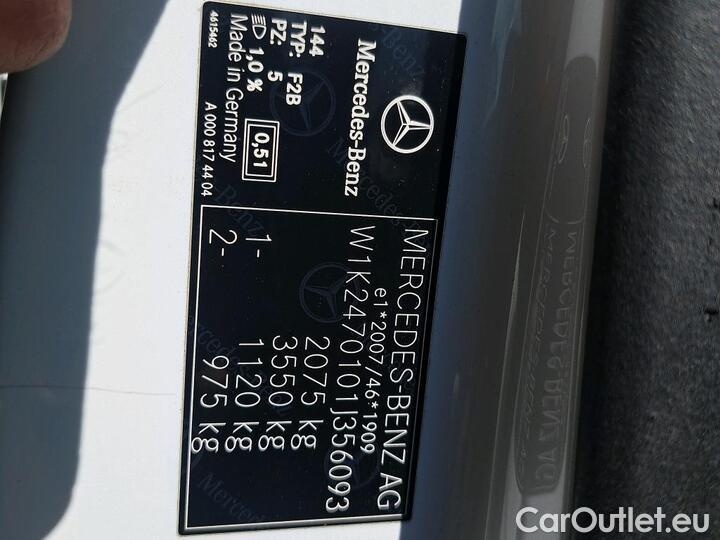 Mercedes-Benz
144
TYP: F2B
PZ: 5
1,0 %
0,51
Made in Germany
4615462
A 000 817 44 04
MERCEDES-BENZ AG
e1*2007/46*1909
W1K2470101J356093
2075 kg
3550 kg
1- 1120 kg
2- 975 kg
CarOutlet.eu